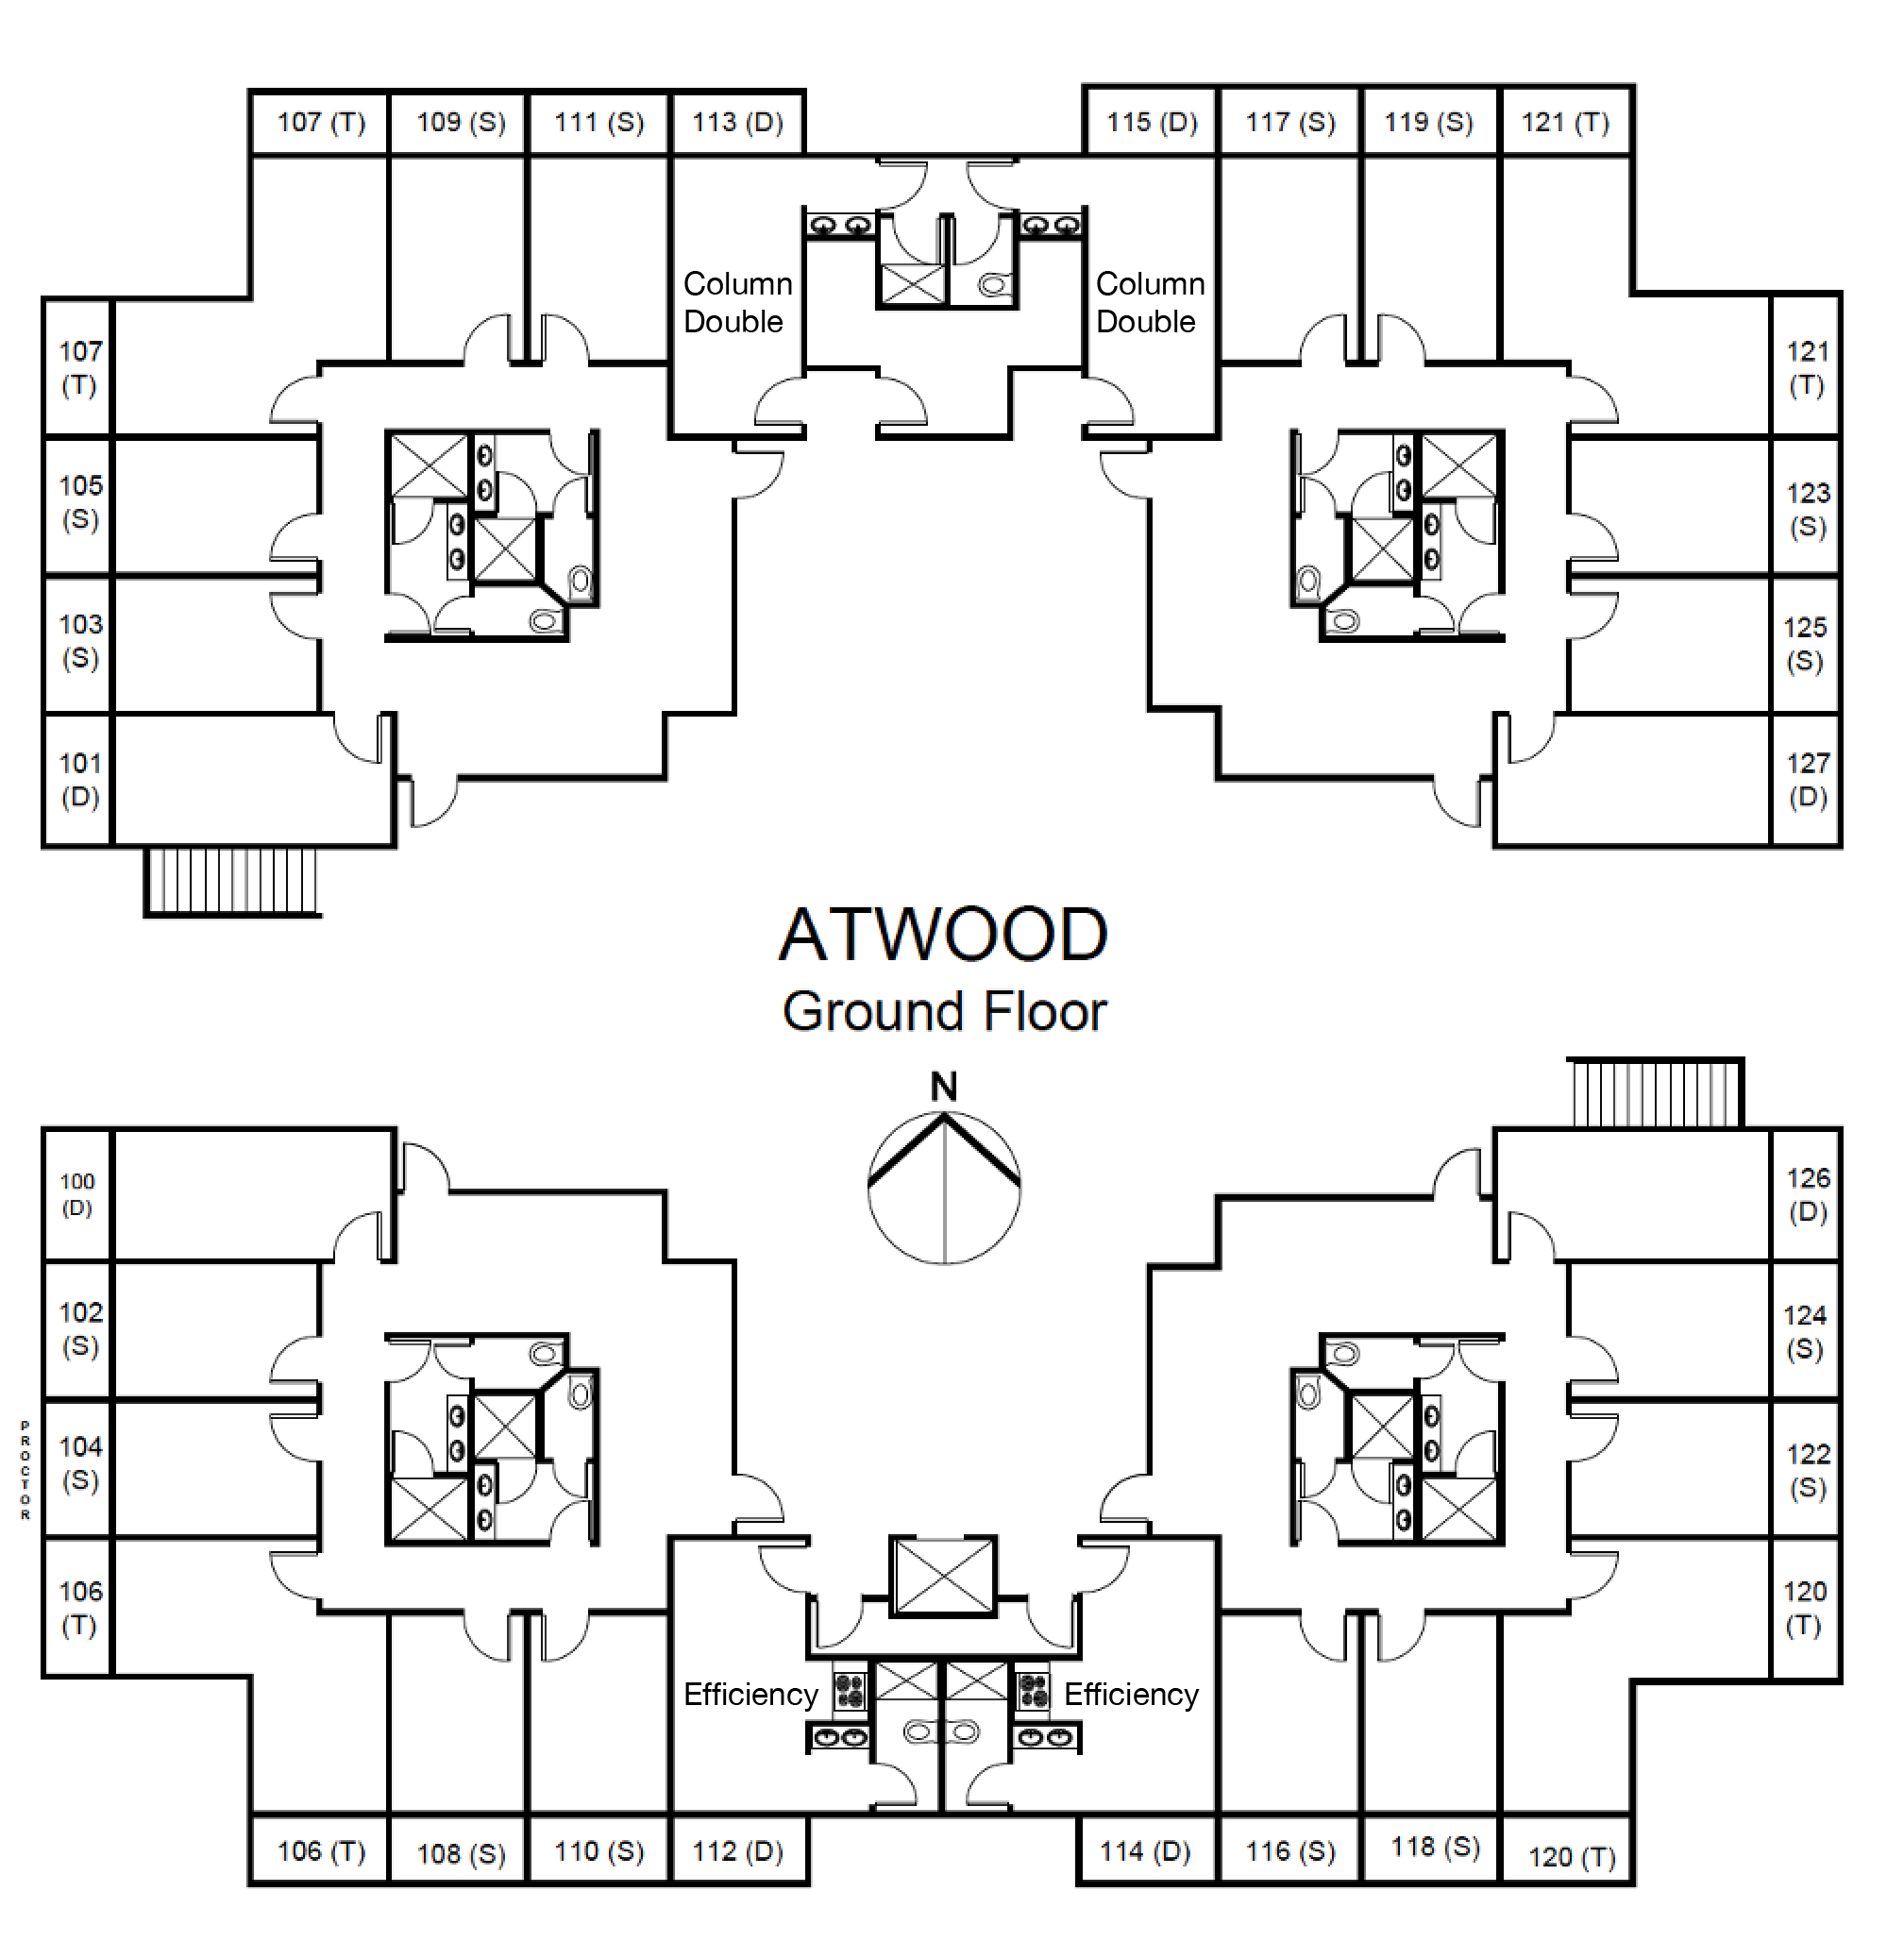 107 (T) 109 (S) 111 (S) 113 (D) 115 (D) 117 (S) 119 (S) 121 (T)
Column
Double
Column
Double
107
(T)
121
(T)
105
(S)
123
(S)
103
(S)
125
(S)
101
(D)
127
(D)
ATWOOD
Ground Floor
N
100
(D)
126
(D)
102
(S)
124
(S)
PROCTOR
104
(S)
122
(S)
106
(T)
120
(T)
Efficiency
Efficiency
106 (T) 108 (S) 110 (S) 112 (D) 114 (D) 116 (S) 118 (S) 120 (T)